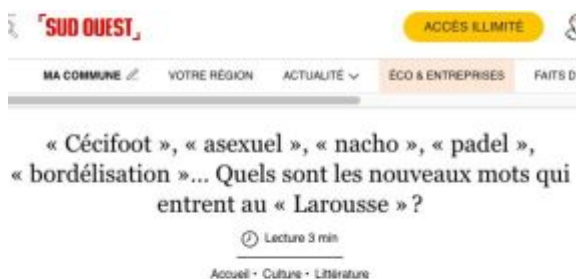 SUD OUEST
ACCÈS ILLIMITÉ
MA COMMUNE
VOTRE RÉGION
ACTUALITÉ
ÉCO & ENTREPRISES
FAITS D
« Cécifoot », « asexuel », « nacho », « padel »,
« bordélisation »... Quels sont les nouveaux mots qui
entrent au « Larousse » ?
Lecture 3 min
Accueil • Culture • Littérature